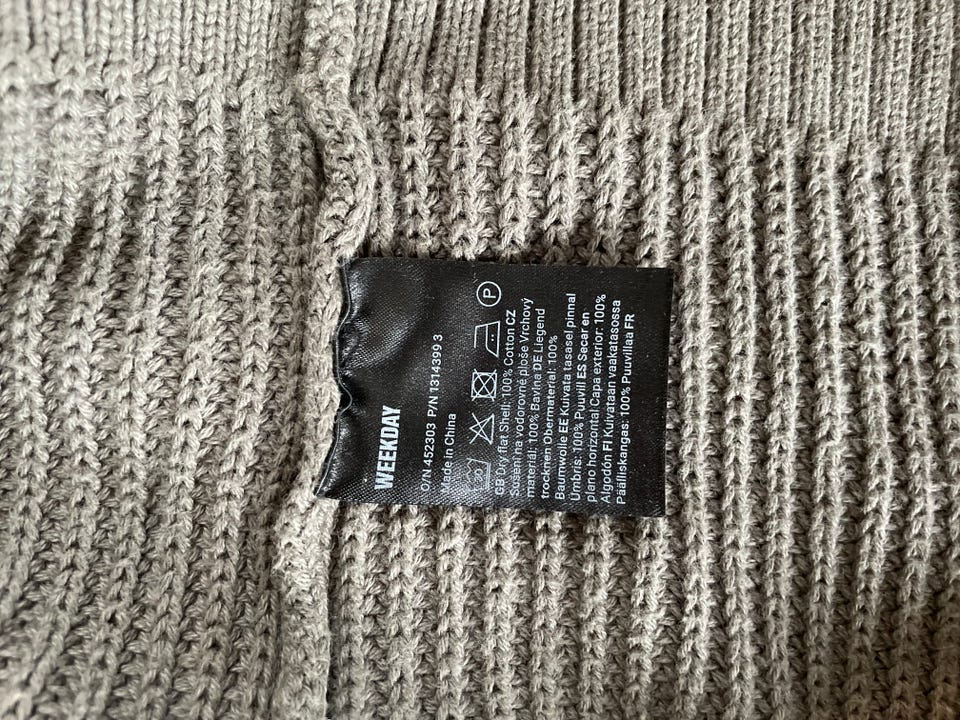 WEEKDAY
O/N 452303 P/N 1314399 3
Made in China
30 P
GB Dry flat Shell: 100% Cotton CZ
Sušení na vodorovné ploše Vrchový
materiál: 100% Bavlna DE Liegend
trocknen Obermaterial: 100%
Baumwolle EE Kuivata tasasel pinnal
Ümbris: 100% Puuvill ES Secar en
plano horizontal Capa exterior: 100%
Algodón FI Kuivataan vaakatasossa
Päälliskangas: 100% Puuvillaa FR